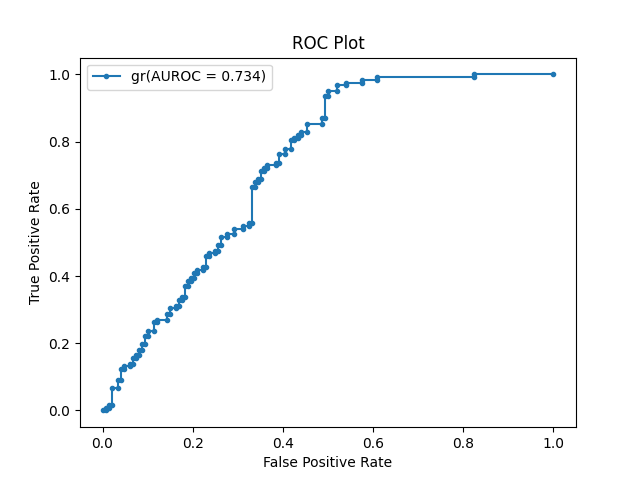 ROC Plot
gr(AUROC = 0.734)
1.0
0.8
0.6
0.4
0.2
0.0
True Positive Rate
0.0 0.2 0.4 0.6 0.8 1.0
False Positive Rate